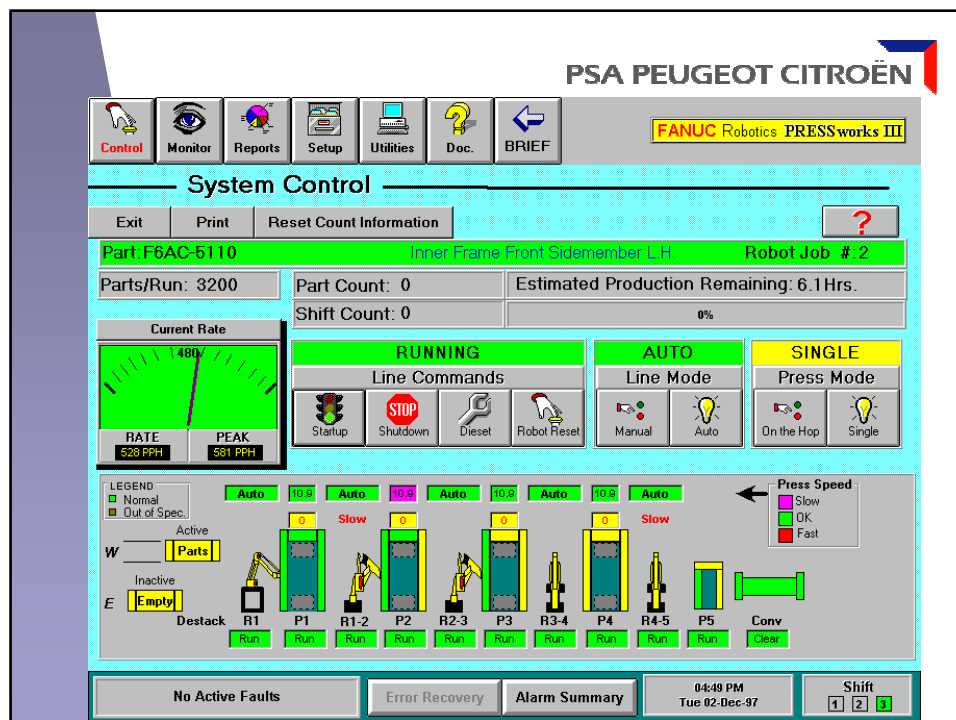 PSA PEUGEOT CITROËN
Control
Monitor
Reports
Setup
Utilities
Doc.
BRIEF
FANUC Robotics PRESSworks III
System Control
Exit
Print
Reset Count Information
?
Part:F6AC-5110 Inner Frame Front Sidemember L.H. Robot Job #:2
Parts/Run: 3200
Part Count: 0
Estimated Production Remaining: 6.1Hrs.
Shift Count: 0
0%
Current Rate
480
RATE
528 PPH
PEAK
581 PPH
RUNNING
Line Commands
STOP
Startup
Shutdown
Dieset
Robot Reset
AUTO
Line Mode
Manual
Auto
SINGLE
Press Mode
On the Hop
Single
LEGEND
Normal
Out of Spec.
Auto 10.9 Auto 10.9 Auto 10.9 Auto 10.9 Auto
Press Speed
Slow
OK
Fast
0 Slow 0 0 0 Slow
Active
W Parts
Inactive
E Empty
Destack R1 P1 R1-2 P2 R2-3 P3 R3-4 P4 R4-5 P5 Conv
Run Run Run Run Run Run Run Run Run Run Clear
No Active Faults
Error Recovery
Alarm Summary
04:49 PM
Tue 02-Dec-97
Shift
1 2 3